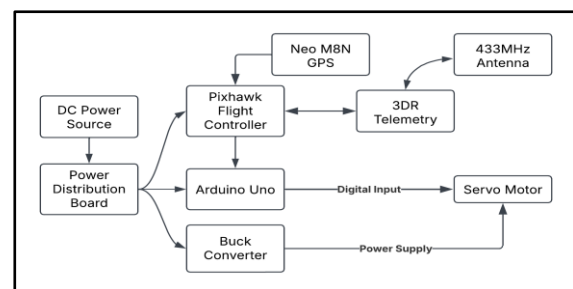 Neo M8N
GPS
433MHz
Antenna
DC Power
Source
Pixhawk
Flight
Controller
3DR
Telemetry
Power
Distribution
Board
Arduino Uno
Digital Input
Servo Motor
Buck
Converter
Power Supply